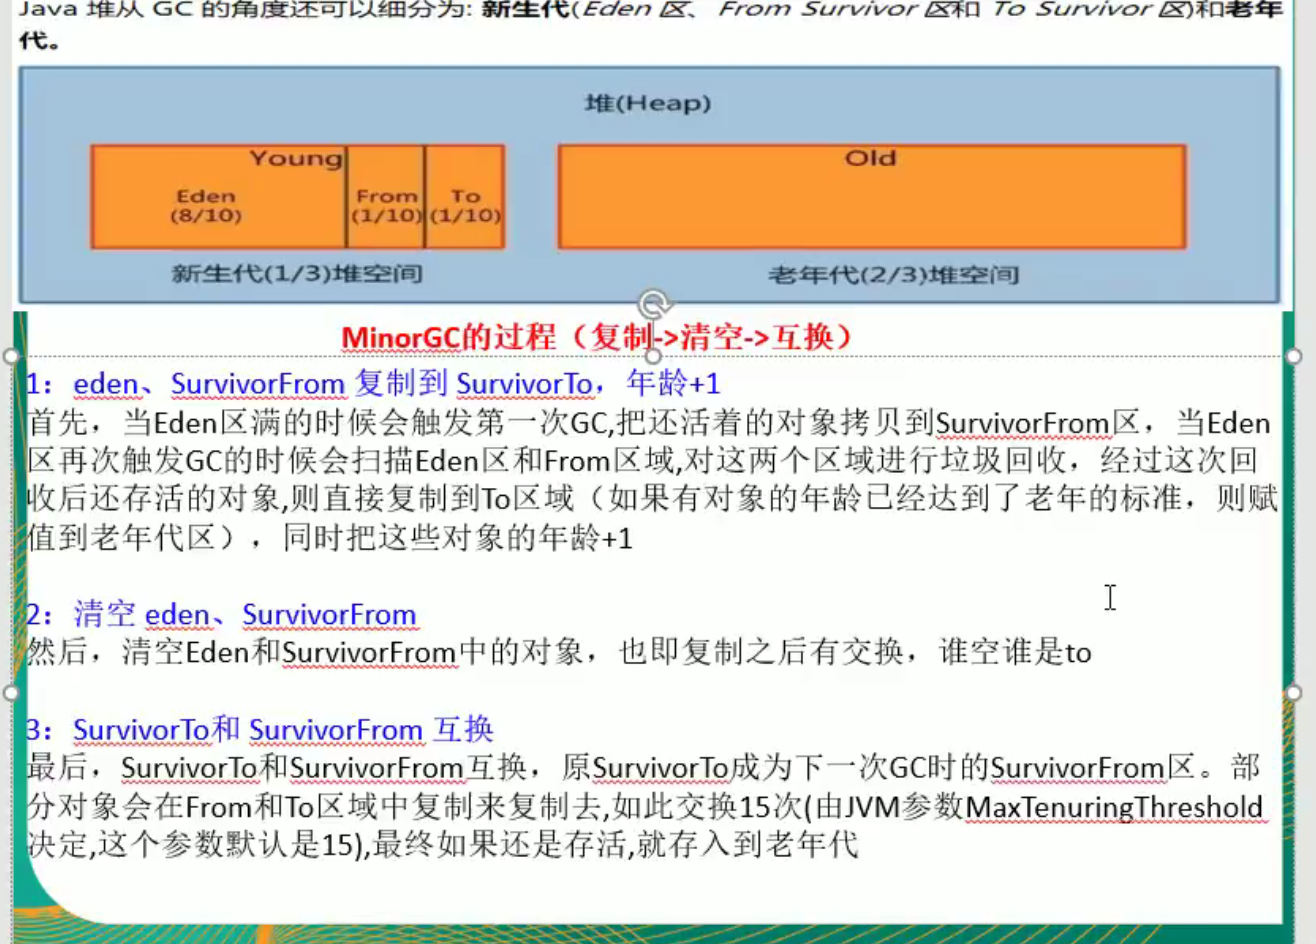 Java 堆从 GC 的角度还可以细分为: 新生代(Eden 区、From Survivor 区和 To Survivor 区)和老年
代。
堆(Heap)
Young
Old
Eden
(8/10)
From
(1/10)
To
(1/10)
新生代(1/3)堆空间
老年代(2/3)堆空间
MinorGC的过程（复制->清空->互换）
1：eden、SurvivorFrom 复制到 SurvivorTo，年龄+1
首先，当Eden区满的时候会触发第一次GC,把还活着的对象拷贝到SurvivorFrom区，当Eden
区再次触发GC的时候会扫描Eden区和From区域,对这两个区域进行垃圾回收，经过这次回
收后还存活的对象,则直接复制到To区域（如果有对象的年龄已经达到了老年的标准，则赋
值到老年代区），同时把这些对象的年龄+1
2：清空 eden、SurvivorFrom
然后，清空Eden和SurvivorFrom中的对象，也即复制之后有交换，谁空谁是to
3：SurvivorTo和 SurvivorFrom 互换
最后，SurvivorTo和SurvivorFrom互换，原SurvivorTo成为下一次GC时的SurvivorFrom区。部
分对象会在From和To区域中复制来复制去,如此交换15次(由JVM参数MaxTenuringThreshold
决定,这个参数默认是15),最终如果还是存活,就存入到老年代